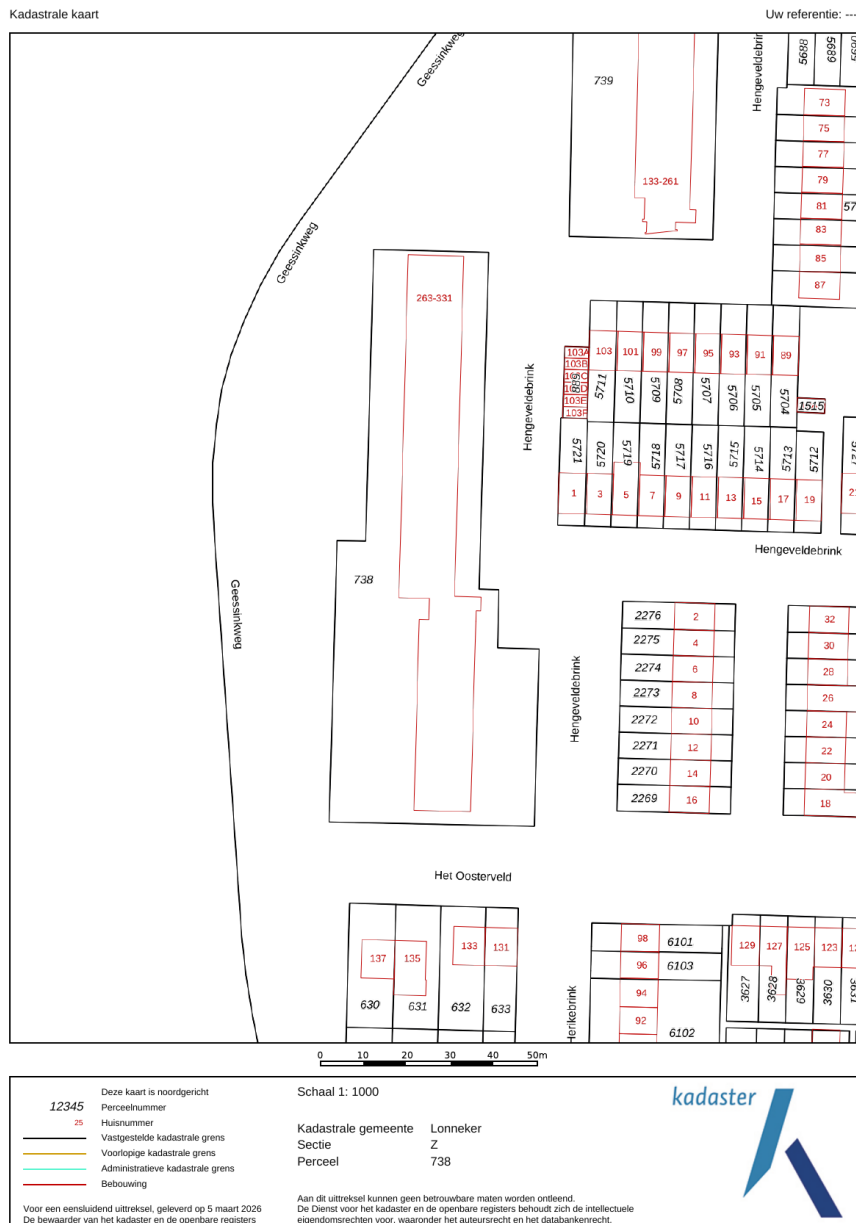 Kadastrale kaart
Uw referentie: ---
Geessinkweg
Geessinkweg
Geessinkweg
739
133-261
Hengeveldebrink
5688
5689
73
75
77
79
81
83
85
87
738
263-331
Hengeveldebrink
103A
103B
103C
103D
103E
103F
103
101
99
97
95
93
91
89
5711
5710
5709
5708
5707
5706
5705
5704
1515
5721
5720
5719
5718
5717
5716
5715
5714
5713
5712
1
3
5
7
9
11
13
15
17
19
Hengeveldebrink
Hengeveldebrink
2276 2
2275 4
2274 6
2273 8
2272 10
2271 12
2270 14
2269 16
32
30
28
26
24
22
20
18
Het Oosterveld
137
135
133
131
630
631
632
633
Herikebrink
98 6101
96 6103
94
92
6102
129
127
125
123
3627
3628
3629
3630
3631
0 10 20 30 40 50m
Deze kaart is noordgericht
12345 Perceelnummer
25 Huisnummer
Vastgestelde kadastrale grens
Voorlopige kadastrale grens
Administratieve kadastrale grens
Bebouwing
Voor een eensluidend uittreksel, geleverd op 5 maart 2026
De bewaarder van het kadaster en de openbare registers
Schaal 1: 1000
Kadastrale gemeente Lonneker
Sectie Z
Perceel 738
Aan dit uittreksel kunnen geen betrouwbare maten worden ontleend.
De Dienst voor het kadaster en de openbare registers behoudt zich de intellectuele
eigendomsrechten voor, waaronder het auteursrecht en het databankenrecht.
kadaster